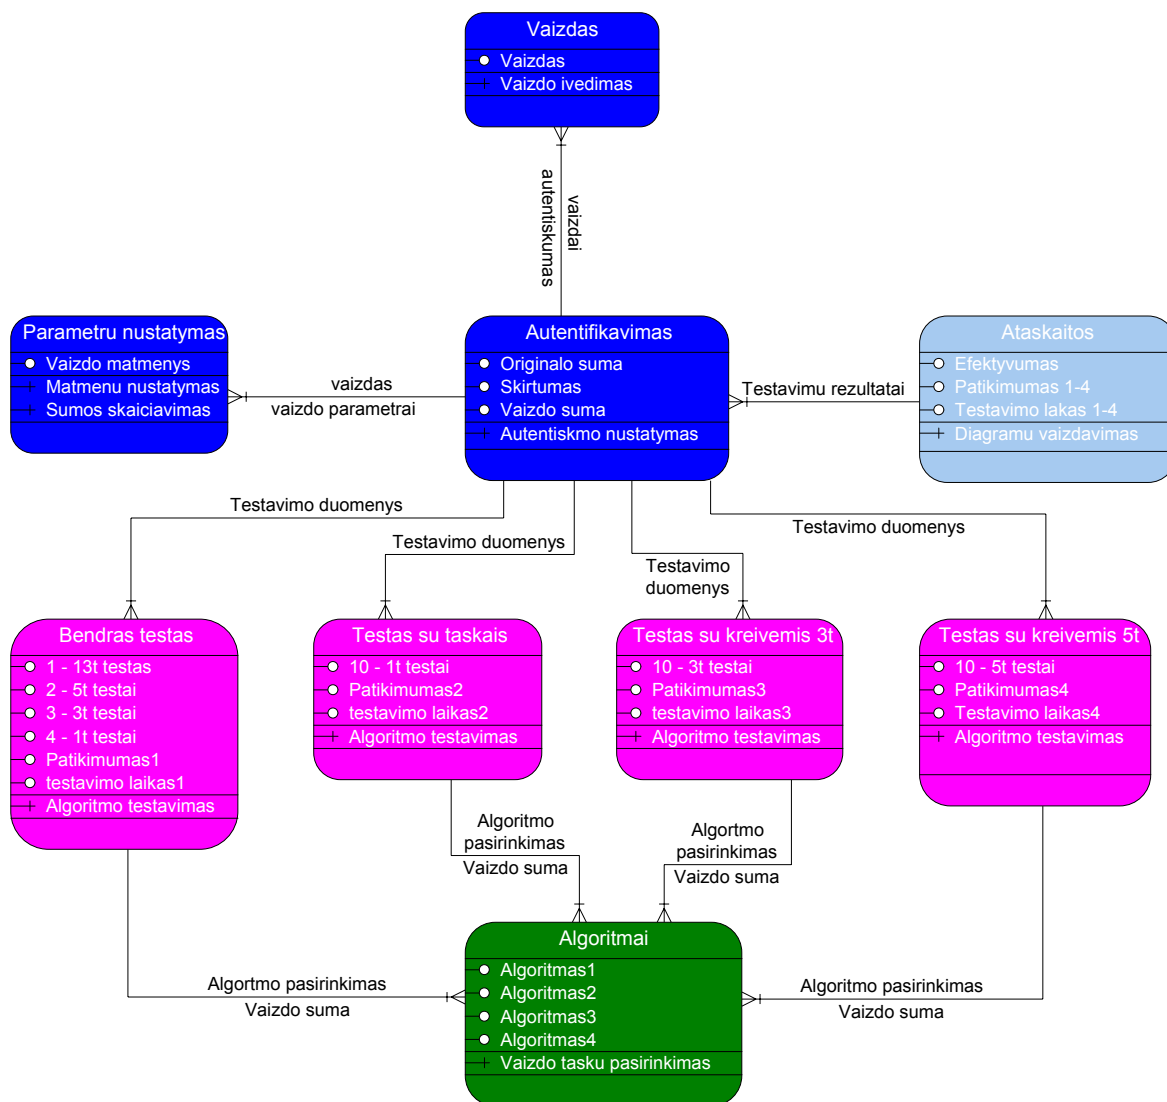 Vaizdas
Vaizdas
Vaizdo ivedimas
vaizdai
autentiskumas
Parametru nustatymas
Vaizdo matmenys
Matmenu nustatymas
Sumos skaiciavimas
vaizdas
vaizdo parametrai
Autentifikavimas
Originalo suma
Skirtumas
Vaizdo suma
Autentiskmo nustatymas
Testavimu rezultatai
Ataskaitos
Efektyvumas
Patikimumas 1-4
Testavimo lakas 1-4
Diagramu vaizdavimas
Testavimo duomenys
Testavimo duomenys
Testavimo
duomenys
Testavimo duomenys
Bendras testas
1 - 13t testas
2 - 5t testai
3 - 3t testai
4 - 1t testai
Patikimumas1
testavimo laikas1
Algoritmo testavimas
Testas su taskais
10 - 1t testai
Patikimumas2
testavimo laikas2
Algoritmo testavimas
Testas su kreivemis 3t
10 - 3t testai
Patikimumas3
testavimo laikas3
Algoritmo testavimas
Testas su kreivemis 5t
10 - 5t testai
Patikimumas4
Testavimo laikas4
Algoritmo testavimas
Algoritmo
pasirinkimas
Vaizdo suma
Algortmo
pasirinkimas
Vaizdo suma
Algortmo pasirinkimas
Vaizdo suma
Algoritmai
Algoritmas1
Algoritmas2
Algoritmas3
Algoritmas4
Vaizdo tasku pasirinkimas
Algoritmo pasirinkimas
Vaizdo suma